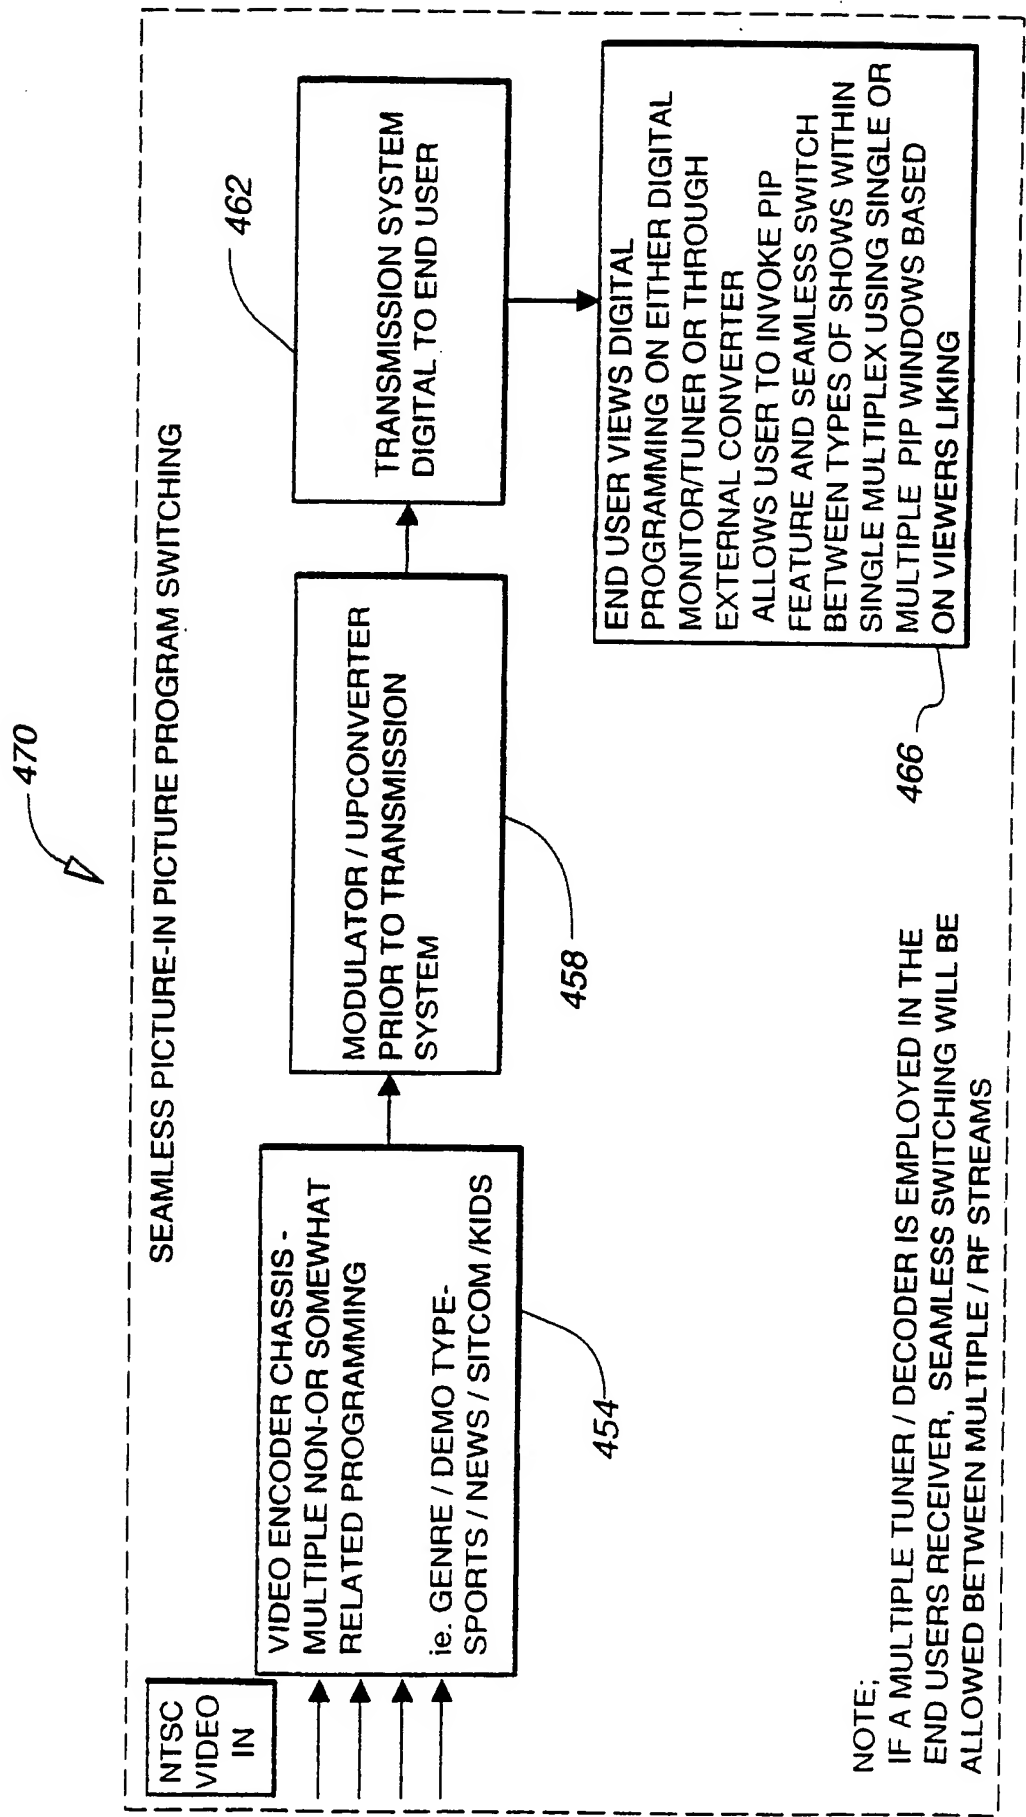 470
SEAMLESS PICTURE-IN PICTURE PROGRAM SWITCHING
NTSC
VIDEO
IN
VIDEO ENCODER CHASSIS -
MULTIPLE NON-OR SOMEWHAT
RELATED PROGRAMMING
ie. GENRE / DEMO TYPE-
SPORTS / NEWS / SITCOM /KIDS
454
MODULATOR / UPCONVERTER
PRIOR TO TRANSMISSION
SYSTEM
458
TRANSMISSION SYSTEM
DIGITAL TO END USER
462
END USER VIEWS DIGITAL
PROGRAMMING ON EITHER DIGITAL
MONITOR/TUNER OR THROUGH
EXTERNAL CONVERTER
ALLOWS USER TO INVOKE PIP
FEATURE AND SEAMLESS SWITCH
BETWEEN TYPES OF SHOWS WITHIN
SINGLE MULTIPLEX USING SINGLE OR
MULTIPLE PIP WINDOWS BASED
ON VIEWERS LIKING
466
NOTE;
IF A MULTIPLE TUNER / DECODER IS EMPLOYED IN THE
END USERS RECEIVER, SEAMLESS SWITCHING WILL BE
ALLOWED BETWEEN MULTIPLE / RF STREAMS